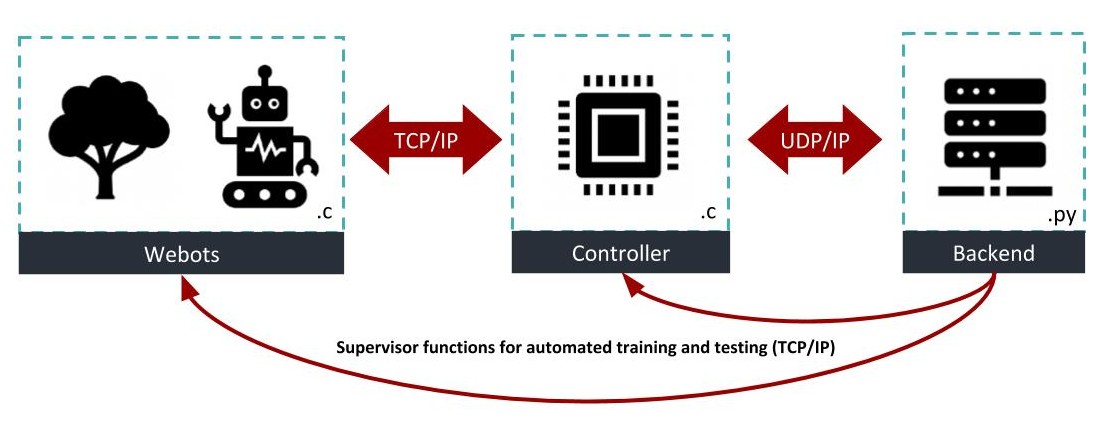 TCP/IP
UDP/IP
.c
.c
.py
Webots
Controller
Backend
Supervisor functions for automated training and testing (TCP/IP)